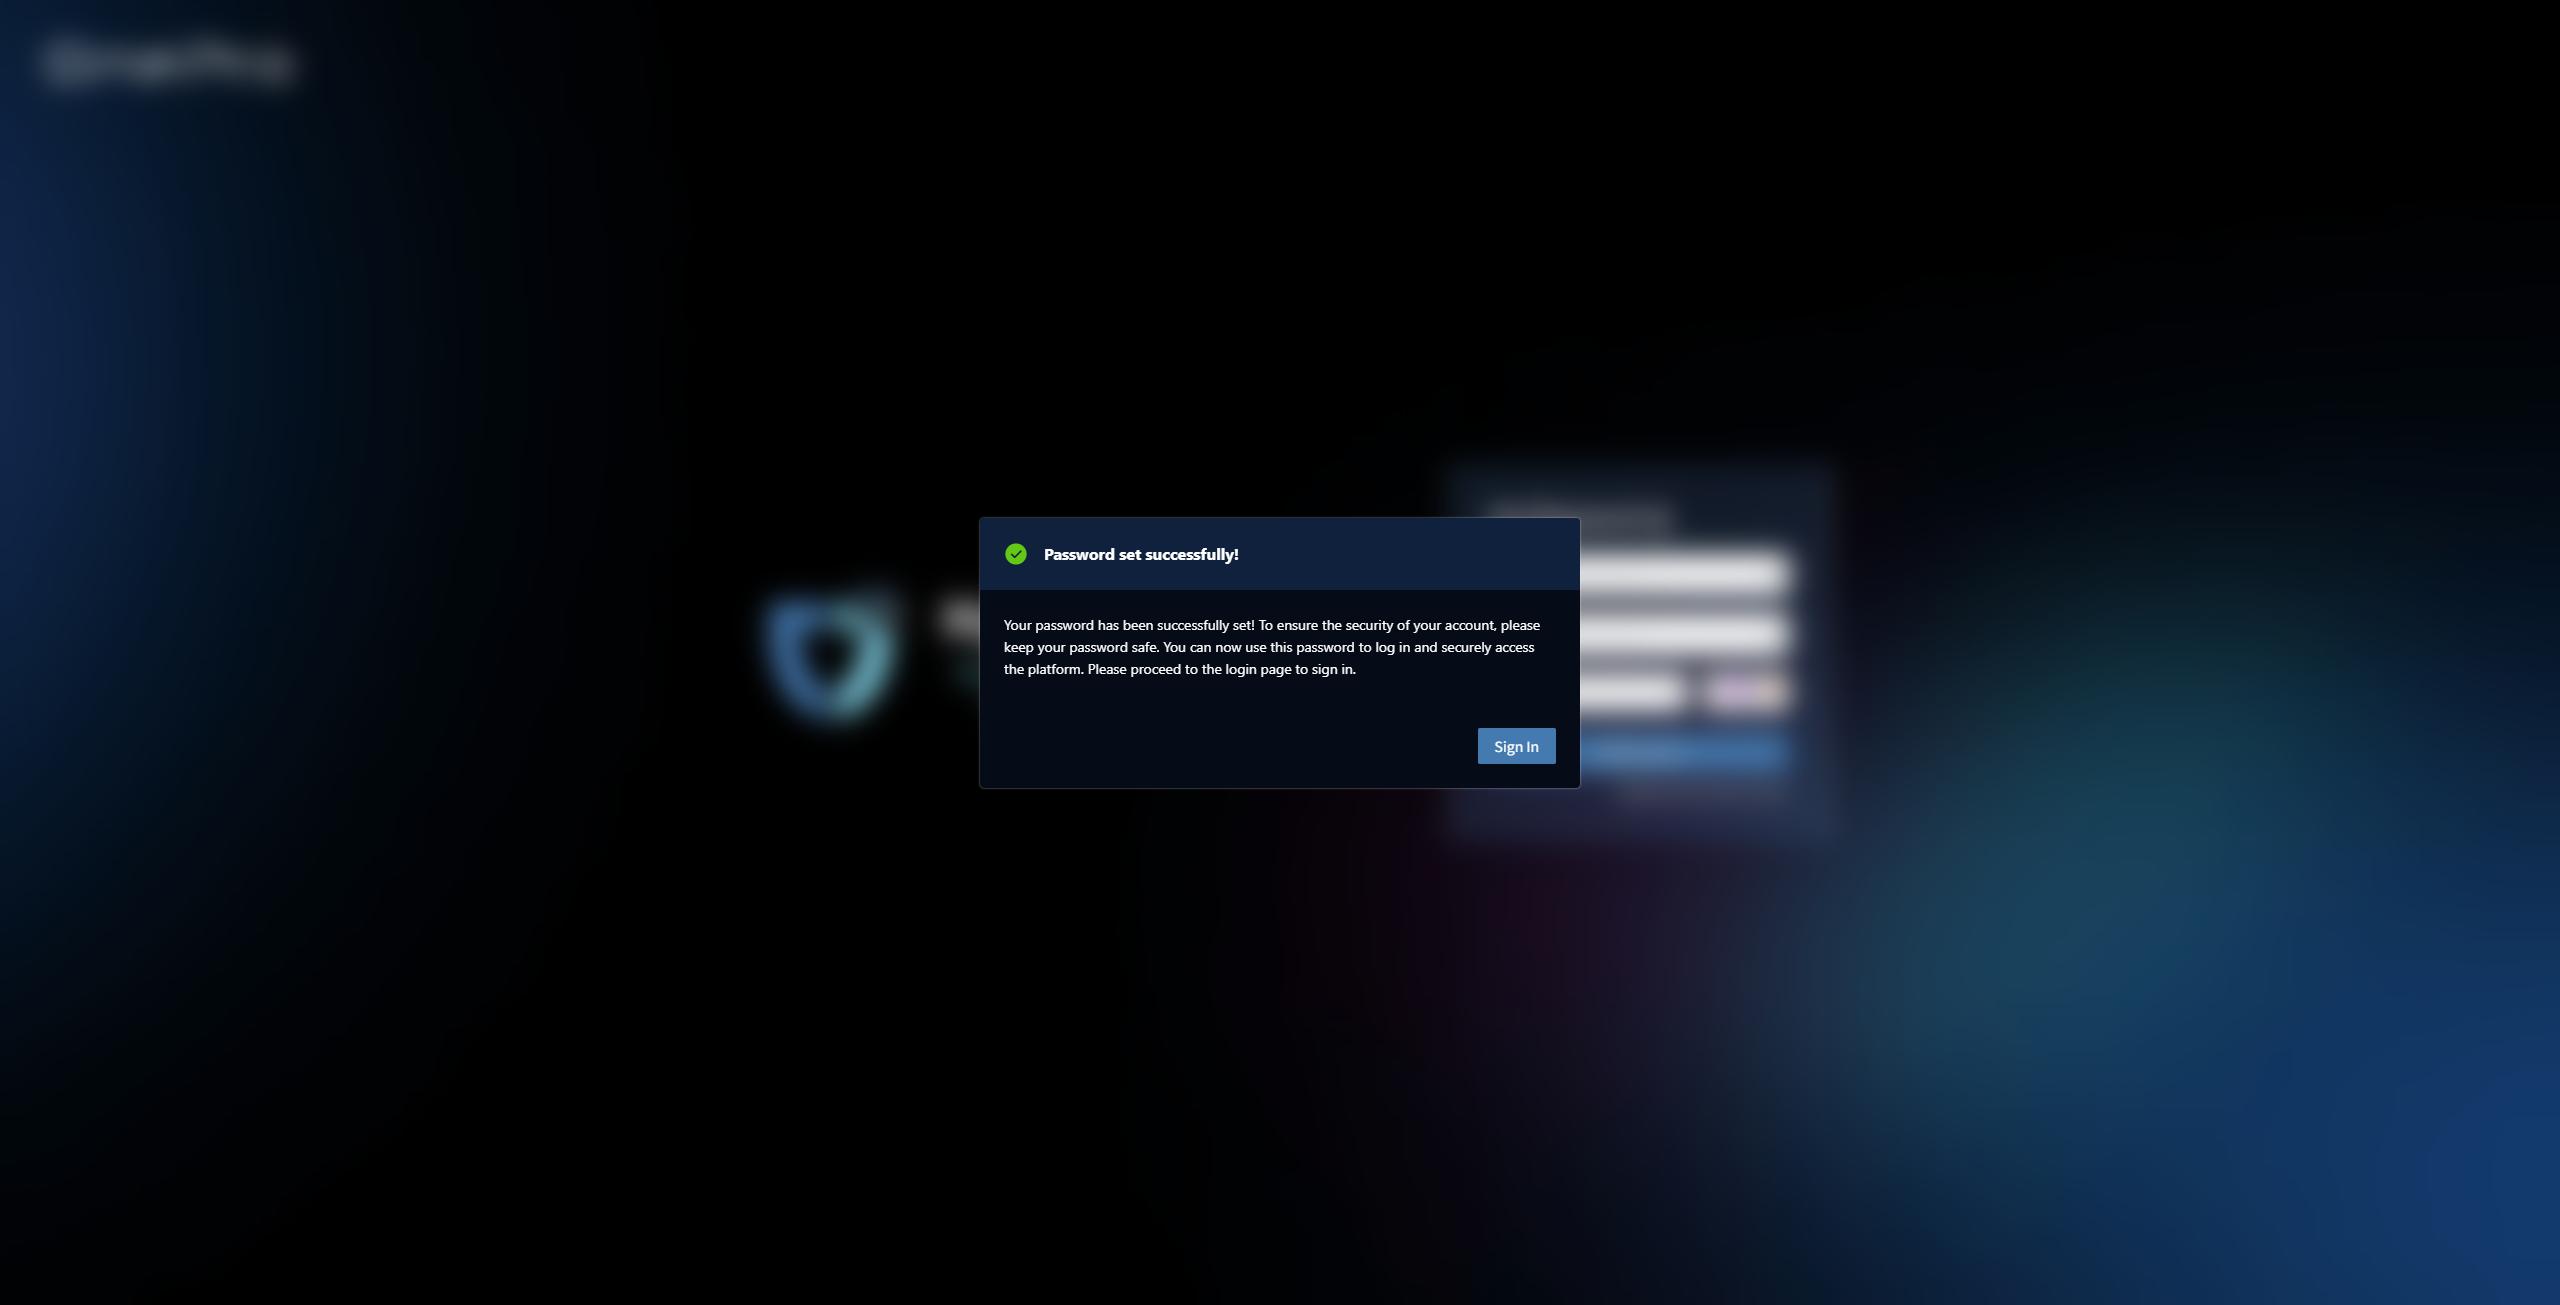 Password set successfully!
Your password has been successfully set! To ensure the security of your account, please
keep your password safe. You can now use this password to log in and securely access
the platform. Please proceed to the login page to sign in.
Sign In